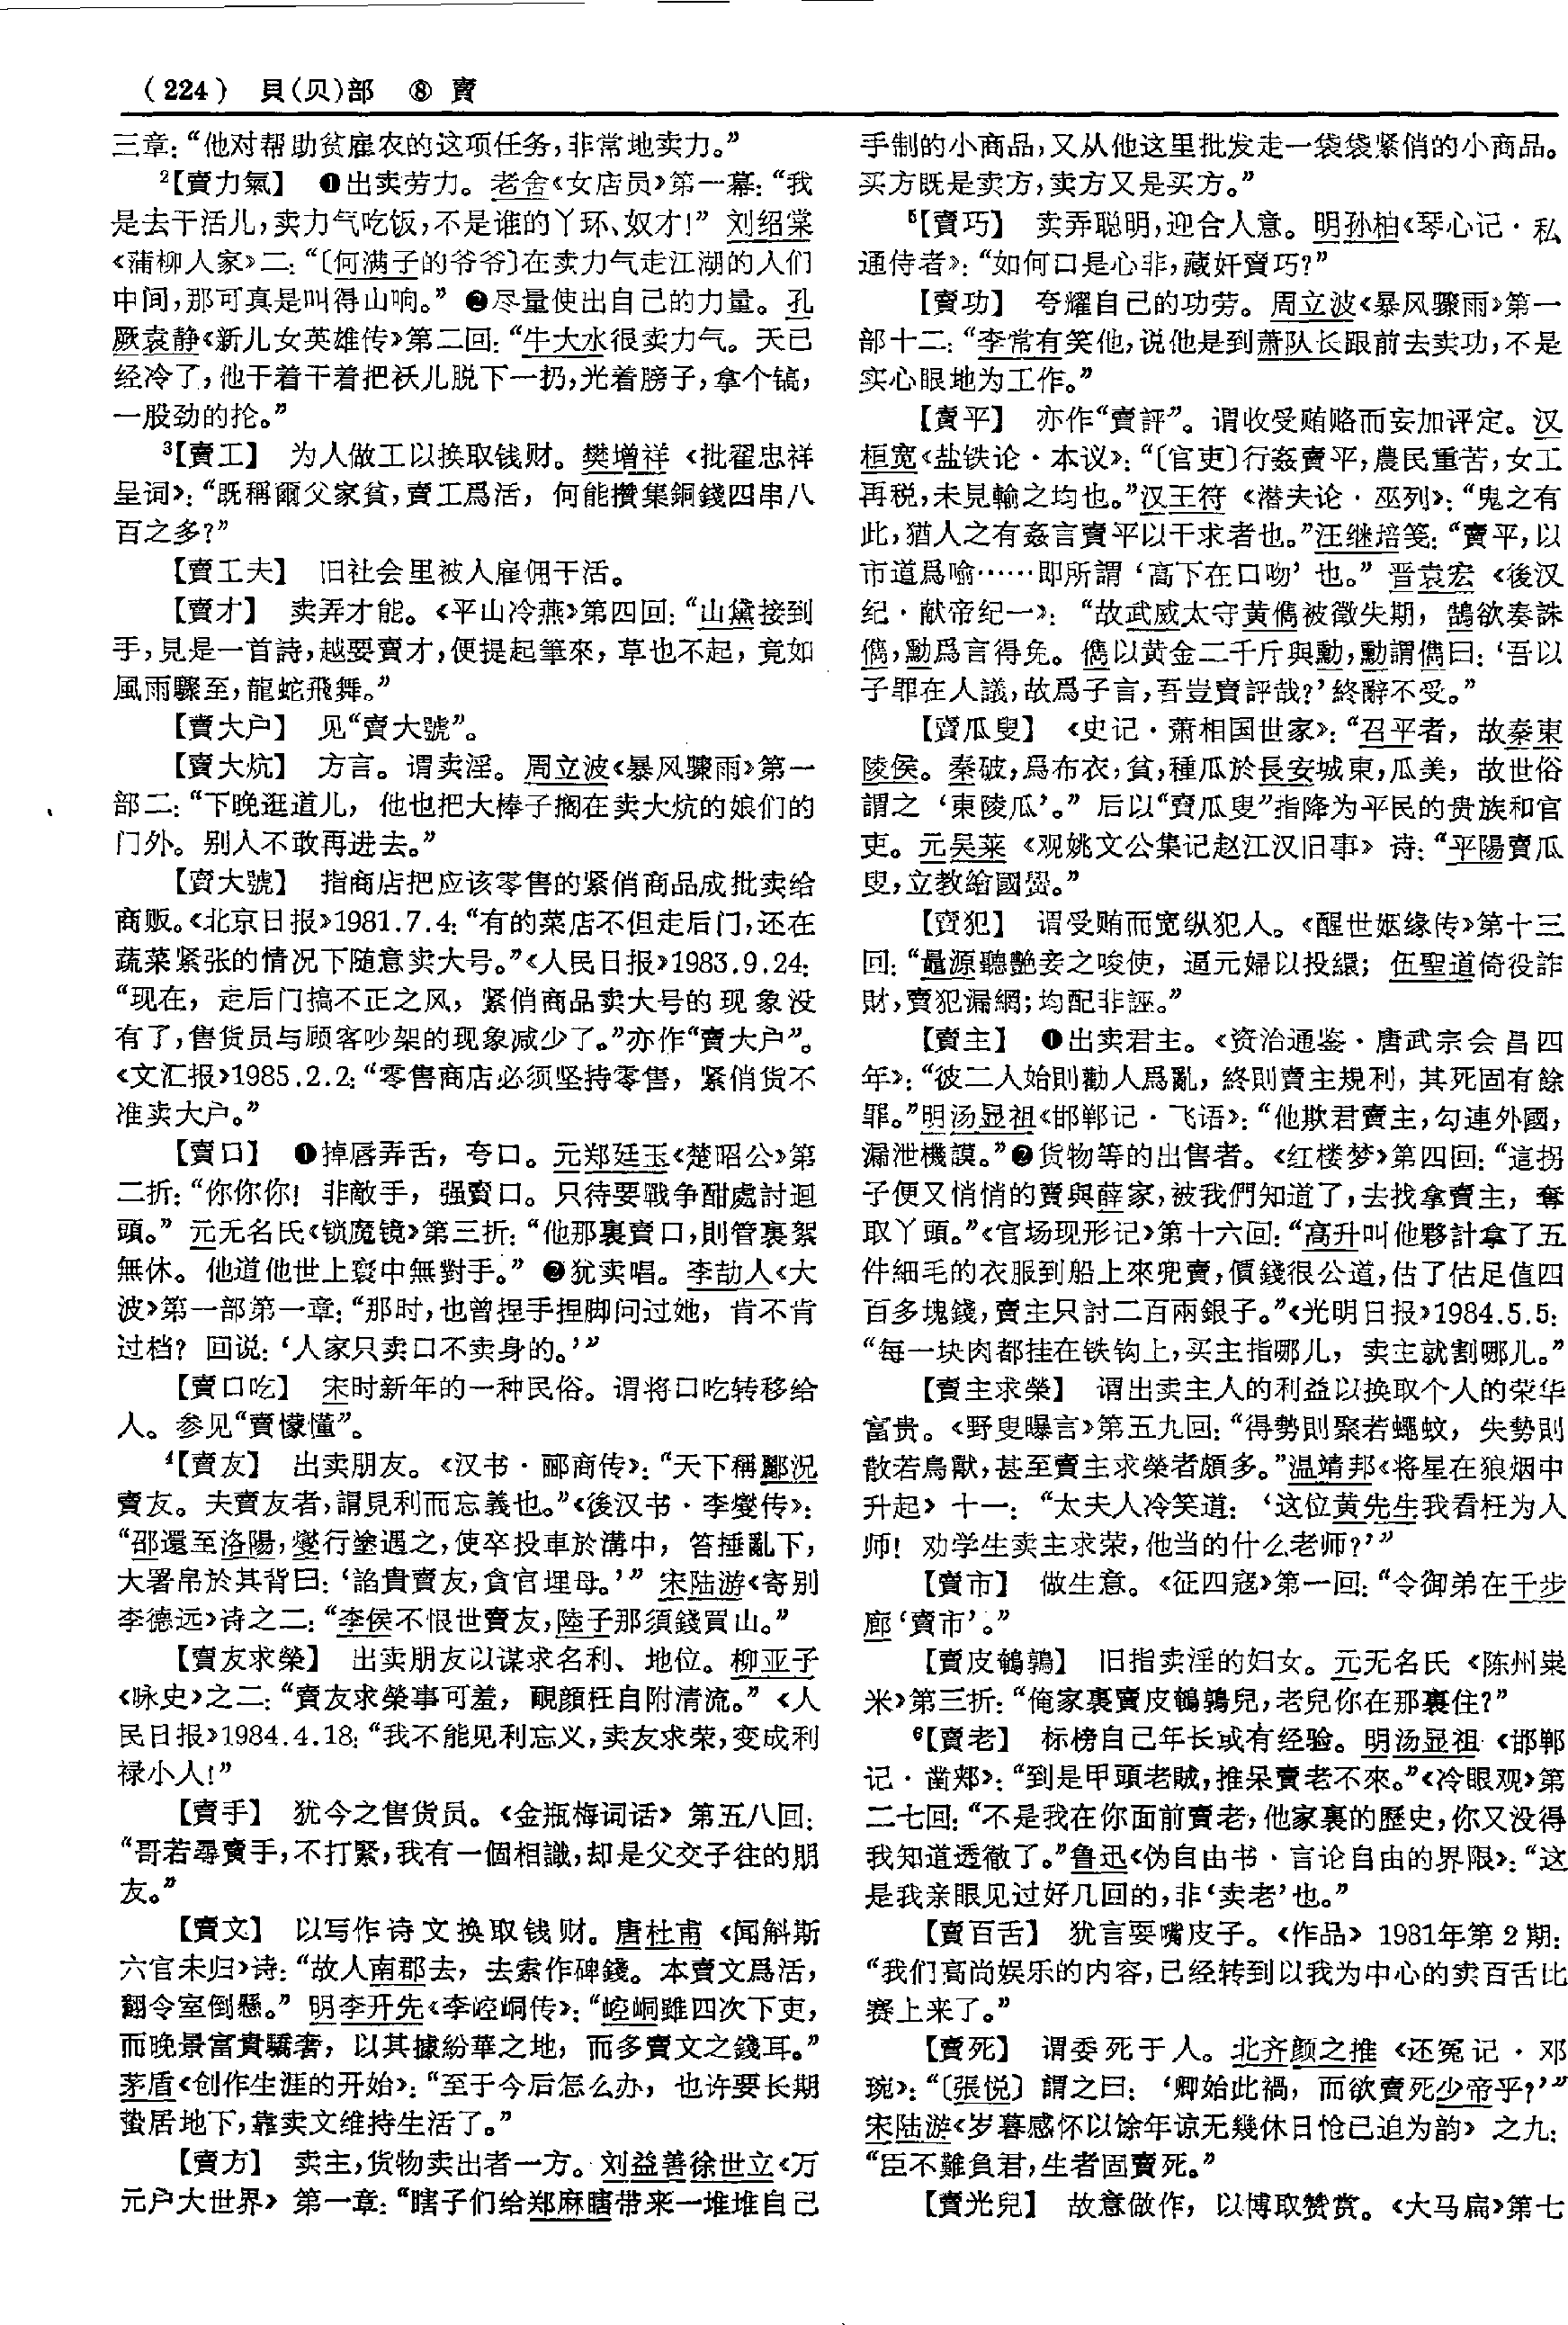 （224） 貝(贝)部 ⑧ 賣
三章：“他对帮助贫雇农的这项任务，非常地卖力。”
²【賣力氣】 ❶出卖劳力。老舍《女店员》第一幕：“我
是去干活儿，卖力气吃饭，不是谁的丫环、奴才！” 刘绍棠
《蒲柳人家》二：“〔何满子的爷爷〕在卖力气走江湖的人们
中间，那可真是叫得山响。” ❷尽量使出自己的力量。孔
厥袁静《新儿女英雄传》第二回：“牛大水很卖力气。天已
经冷了，他干着干着把袄儿脱下一扔，光着膀子，拿个镐，
一股劲的抡。”
³【賣工】 为人做工以换取钱财。樊增祥《批翟忠祥
呈词》：“既稱爾父家貧，賣工爲活，何能攢集銅錢四串八
百之多？”
【賣工夫】 旧社会里被人雇佣干活。
【賣才】 卖弄才能。《平山冷燕》第四回：“山黛接到
手，見是一首詩，越要賣才，便提起筆來，草也不起，竟如
風雨驟至，龍蛇飛舞。”
【賣大户】 见“賣大號”。
【賣大炕】 方言。谓卖淫。周立波《暴风骤雨》第一
部二：“下晚逛道儿，他也把大棒子搁在卖大炕的娘们的
门外。别人不敢再进去。”
【賣大號】 指商店把应该零售的紧俏商品成批卖给
商贩。《北京日报》1981.7.4：“有的菜店不但走后门，还在
蔬菜紧张的情况下随意卖大号。”《人民日报》1983.9.24：
“现在，走后门搞不正之风，紧俏商品卖大号的现象没
有了，售货员与顾客吵架的现象减少了。”亦作“賣大户”。
《文汇报》1985.2.2：“零售商店必须坚持零售，紧俏货不
准卖大户。”
【賣口】 ❶掉唇弄舌，夸口。元郑廷玉《楚昭公》第
二折：“你你你！非敵手，强賣口。只待要戰争酣處討迴
頭。” 元无名氏《锁魔镜》第三折：“他那裏賣口，則管裏絮
無休。他道他世上寰中無對手。” ❷犹卖唱。李劼人《大
波》第一部第一章：“那时，也曾捏手捏脚问过她，肯不肯
过档？回说：‘人家只卖口不卖身的。’”
【賣口吃】 宋时新年的一种民俗。谓将口吃转移给
人。参见“賣懞懂”。
⁴【賣友】 出卖朋友。《汉书·郦商传》：“天下稱酈況
賣友。夫賣友者，謂見利而忘義也。”《後汉书·李燮传》：
“邵還至洛陽，燮行塗遇之，使卒投車於溝中，笞捶亂下，
大署帛於其背曰：‘諂貴賣友，貪官埋母。’” 宋陆游《寄别
李德远》诗之二：“李侯不恨世賣友，陸子那須錢買山。”
【賣友求榮】 出卖朋友以谋求名利、地位。柳亚子
《咏史》之二：“賣友求榮事可羞，靦顔枉自附清流。”《人
民日报》1984.4.18：“我不能见利忘义，卖友求荣，变成利
禄小人！”
【賣手】 犹今之售货员。《金瓶梅词话》第五八回：
“哥若尋賣手，不打緊，我有一個相識，却是父交子往的朋
友。”
【賣文】 以写作诗文换取钱财。唐杜甫《闻斛斯
六官未归》诗：“故人南郡去，去索作碑錢。本賣文爲活，
翻令室倒懸。” 明李开先《李崆峒传》：“崆峒雖四次下吏，
而晚景富貴驕奢，以其據紛華之地，而多賣文之錢耳。”
茅盾《创作生涯的开始》：“至于今后怎么办，也许要长期
蛰居地下，靠卖文维持生活了。”
【賣方】 卖主，货物卖出者一方。刘益善徐世立《万
元户大世界》第一章：“瞎子们给郑麻瞎带来一堆堆自己
手制的小商品，又从他这里批发走一袋袋紧俏的小商品。
买方既是卖方，卖方又是买方。”
⁵【賣巧】 卖弄聪明，迎合人意。明孙柚《琴心记·私
通侍者》：“如何口是心非，藏奸賣巧？”
【賣功】 夸耀自己的功劳。周立波《暴风骤雨》第一
部十二：“李常有笑他，说他是到萧队长跟前去卖功，不是
实心眼地为工作。”
【賣平】 亦作“賣評”。谓收受贿赂而妄加评定。汉
桓宽《盐铁论·本议》：“〔官吏〕行姦賣平，農民重苦，女工
再税，未見輸之均也。”汉王符《潜夫论·巫列》：“鬼之有
此，猶人之有姦言賣平以干求者也。”汪继培笺：“賣平，以
市道爲喻……即所謂‘高下在口吻’也。” 晋袁宏《後汉
纪·献帝纪一》：“故武威太守黄儁被徵失期，鵠欲奏誅
儁，勳爲言得免。儁以黄金二千斤與勳，勳謂儁曰：‘吾以
子罪在人議，故爲子言，吾豈賣評哉？’終辭不受。”
【賣瓜叟】 《史记·萧相国世家》：“召平者，故秦東
陵侯。秦破，爲布衣，貧，種瓜於長安城東，瓜美，故世俗
謂之‘東陵瓜’。” 后以“賣瓜叟”指降为平民的贵族和官
吏。元吴莱《观姚文公集记赵江汉旧事》诗：“平陽賣瓜
叟，立教給國釁。”
【賣犯】 谓受贿而宽纵犯人。《醒世姻缘传》第十三
回：“晁源聽艷妾之唆使，逼元婦以投繯；伍聖道倚役詐
財，賣犯漏網；均配非誣。”
【賣主】 ❶出卖君主。《资治通鉴·唐武宗会昌四
年》：“彼二人始則勸人爲亂，終則賣主規利，其死固有餘
罪。”明汤显祖《邯郸记·飞语》：“他欺君賣主，勾連外國，
漏泄機謨。”❷货物等的出售者。《红楼梦》第四回：“這拐
子便又悄悄的賣與薛家，被我們知道了，去找拿賣主，奪
取丫頭。”《官场现形记》第十六回：“高升叫他夥計拿了五
件細毛的衣服到船上來兜賣，價錢很公道，估了估足值四
百多塊錢，賣主只討二百兩銀子。”《光明日报》1984.5.5：
“每一块肉都挂在铁钩上，买主指哪儿，卖主就割哪儿。”
【賣主求榮】 谓出卖主人的利益以换取个人的荣华
富贵。《野叟曝言》第五九回：“得勢則聚若蠅蚊，失勢則
散若鳥獸，甚至賣主求榮者頗多。”温靖邦《将星在狼烟中
升起》十一：“太夫人冷笑道：‘这位黄先生我看枉为人
师！劝学生卖主求荣，他当的什么老师？’”
【賣市】 做生意。《征四寇》第一回：“令御弟在千步
廊‘賣市’。”
【賣皮鵪鶉】 旧指卖淫的妇女。元无名氏《陈州粜
米》第三折：“俺家裏賣皮鵪鶉兒，老兒你在那裏住？”
⁶【賣老】 标榜自己年长或有经验。明汤显祖《邯郸
记·凿郏》：“到是甲頭老賊，推呆賣老不來。”《冷眼观》第
二七回：“不是我在你面前賣老，他家裏的歷史，你又没得
我知道透徹了。”鲁迅《伪自由书·言论自由的界限》：“这
是我亲眼见过好几回的，非‘卖老’也。”
【賣百舌】 犹言耍嘴皮子。《作品》1981年第2期：
“我们高尚娱乐的内容，已经转到以我为中心的卖百舌比
赛上来了。”
【賣死】 谓委死于人。北齐颜之推《还冤记·邓
琬》：“〔張悦〕謂之曰：‘卿始此禍，而欲賣死少帝乎？’”
宋陆游《岁暮感怀以馀年谅无幾休日怆已迫为韵》之九：
“臣不難負君，生者固賣死。”
【賣光兒】 故意做作，以博取赞赏。《大马扁》第七